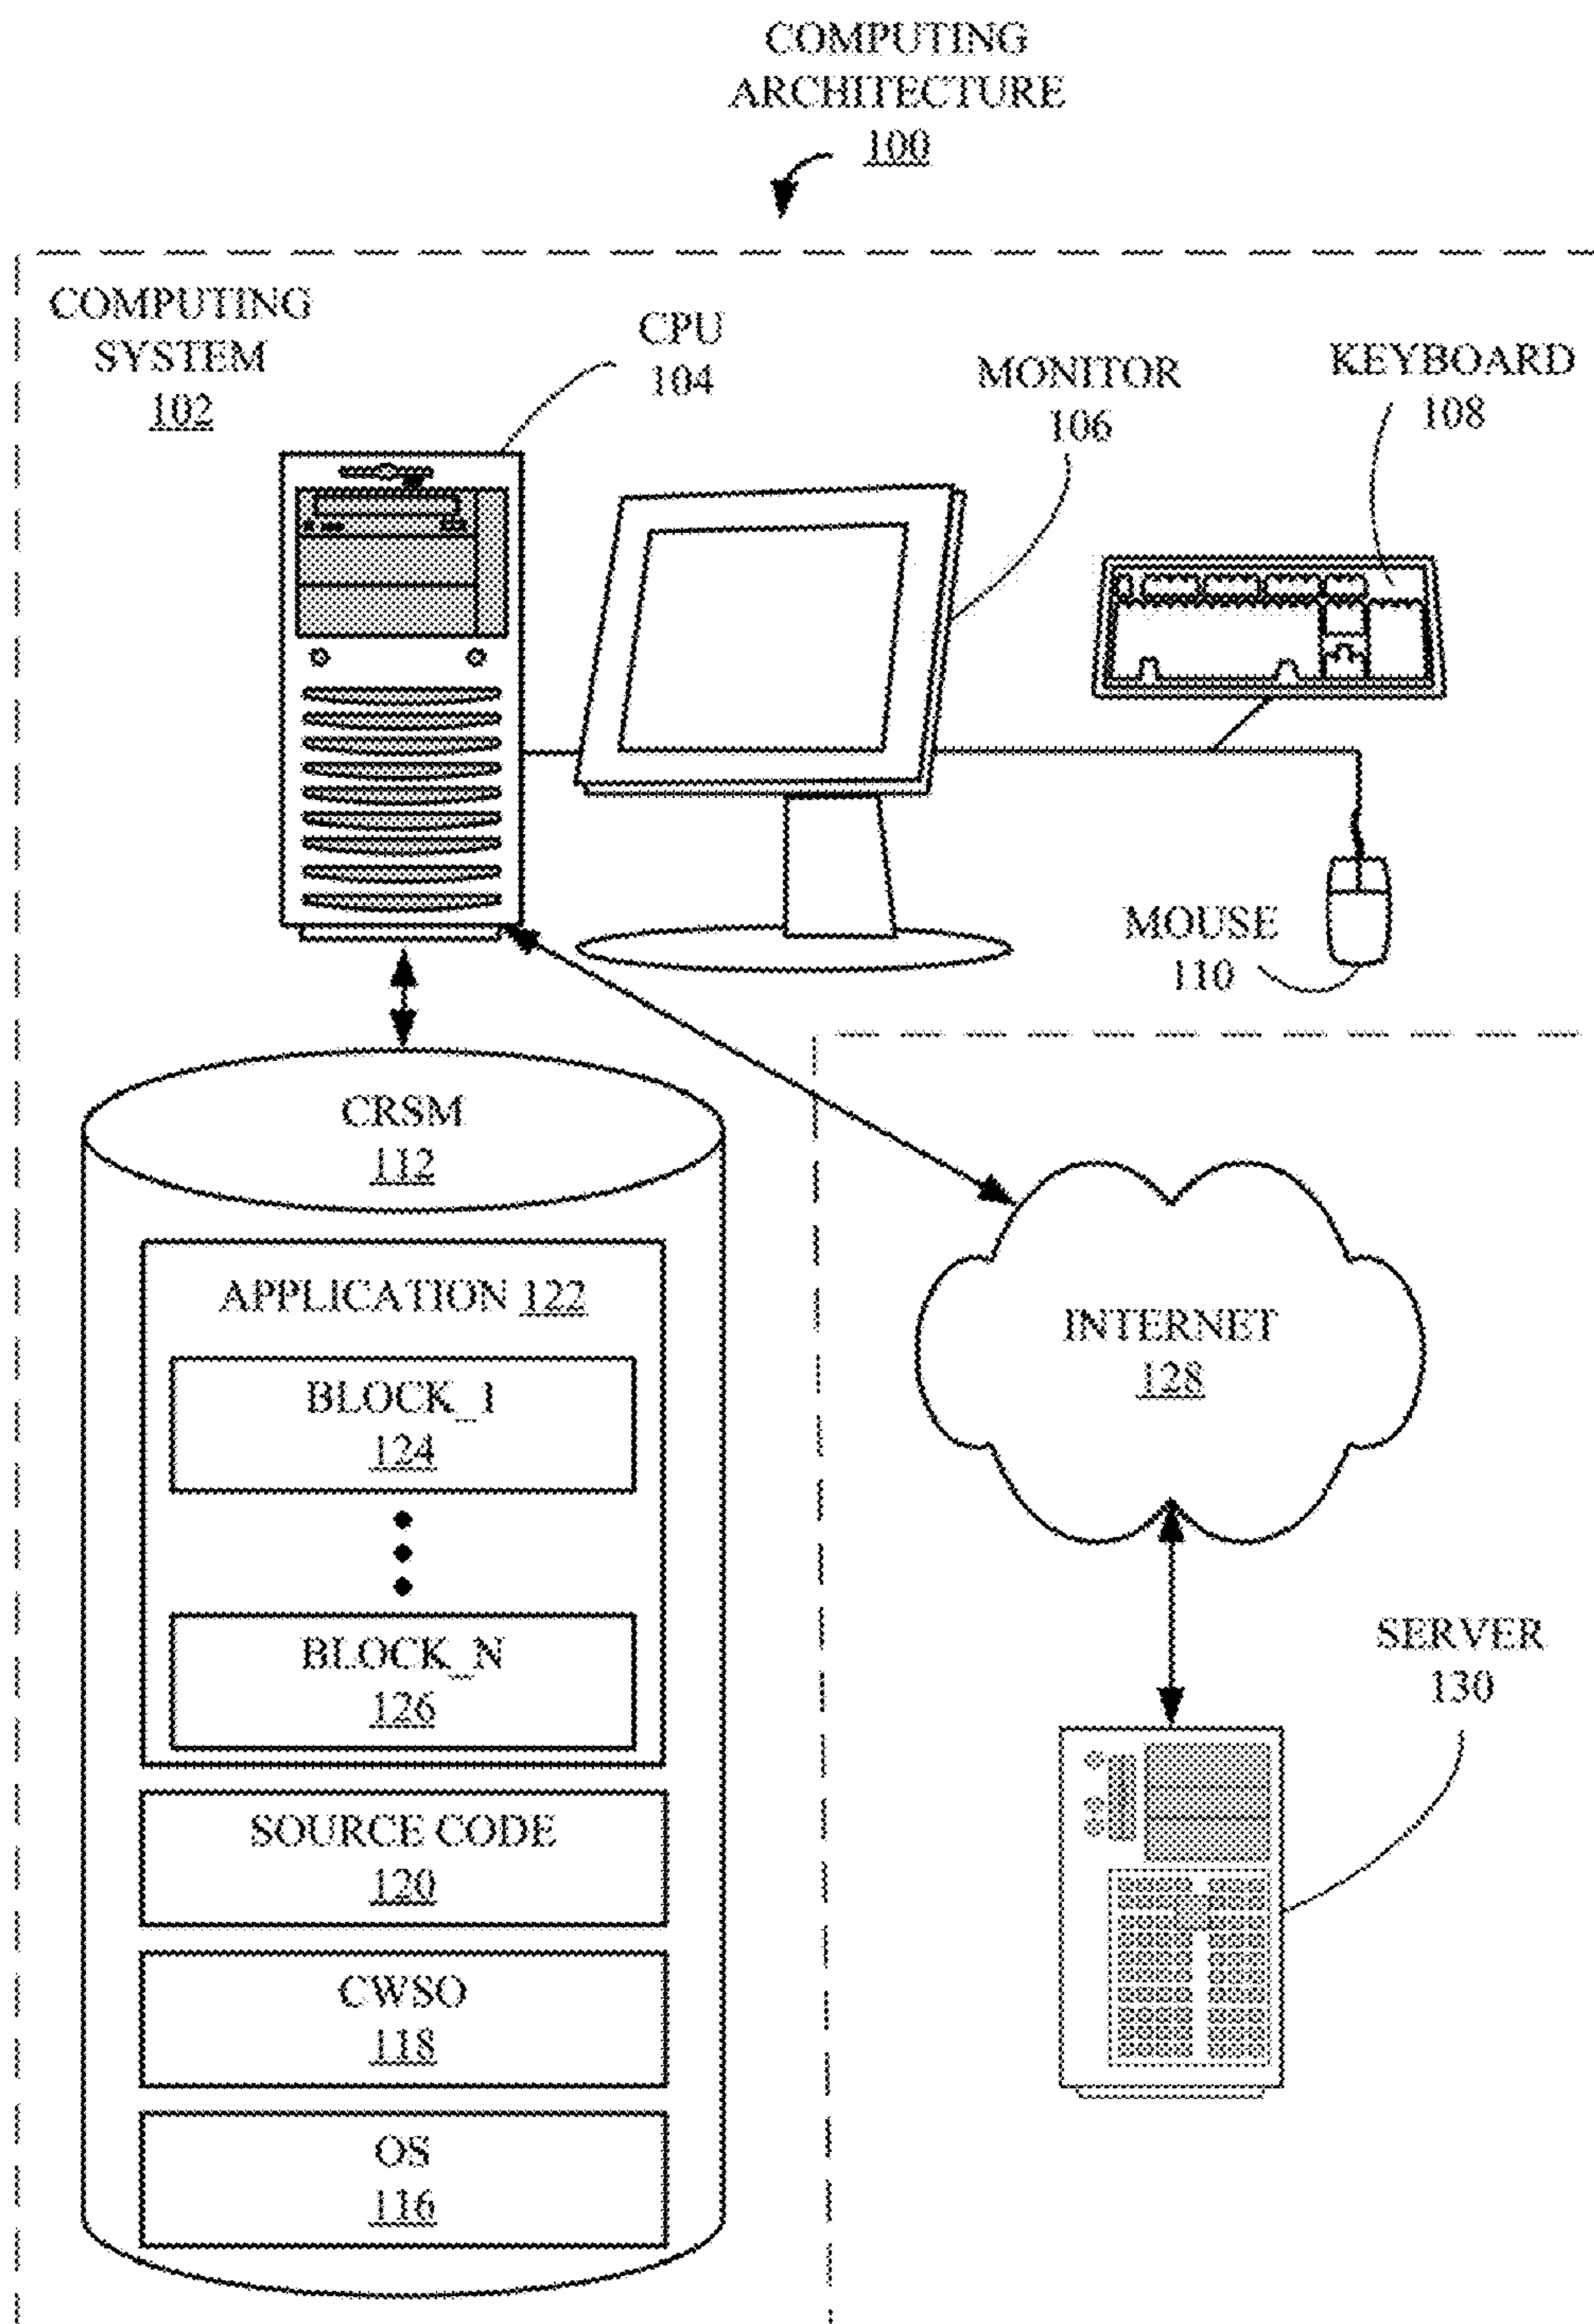 COMPUTING
ARCHITECTURE
100
COMPUTING
SYSTEM
102
CPU
104
MONITOR
106
KEYBOARD
108
MOUSE
110
CRSM
112
APPLICATION 122
BLOCK_1
124
BLOCK_N
126
SOURCE CODE
120
CWSO
118
OS
116
INTERNET
128
SERVER
130